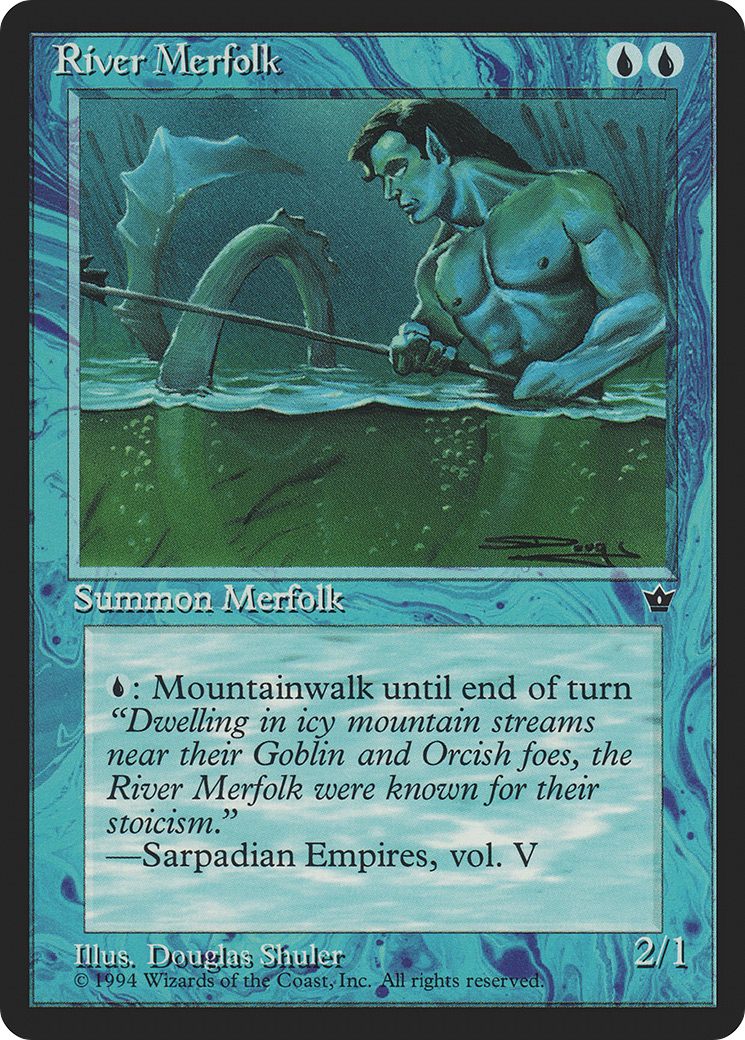 River Merfolk
Summon Merfolk
: Mountainwalk until end of turn
“Dwelling in icy mountain streams
near their Goblin and Orcish foes, the
River Merfolk were known for their
stoicism.”
—Sarpadian Empires, vol. V
Illus. Douglas Shuler
2/1
© 1994 Wizards of the Coast, Inc. All rights reserved.